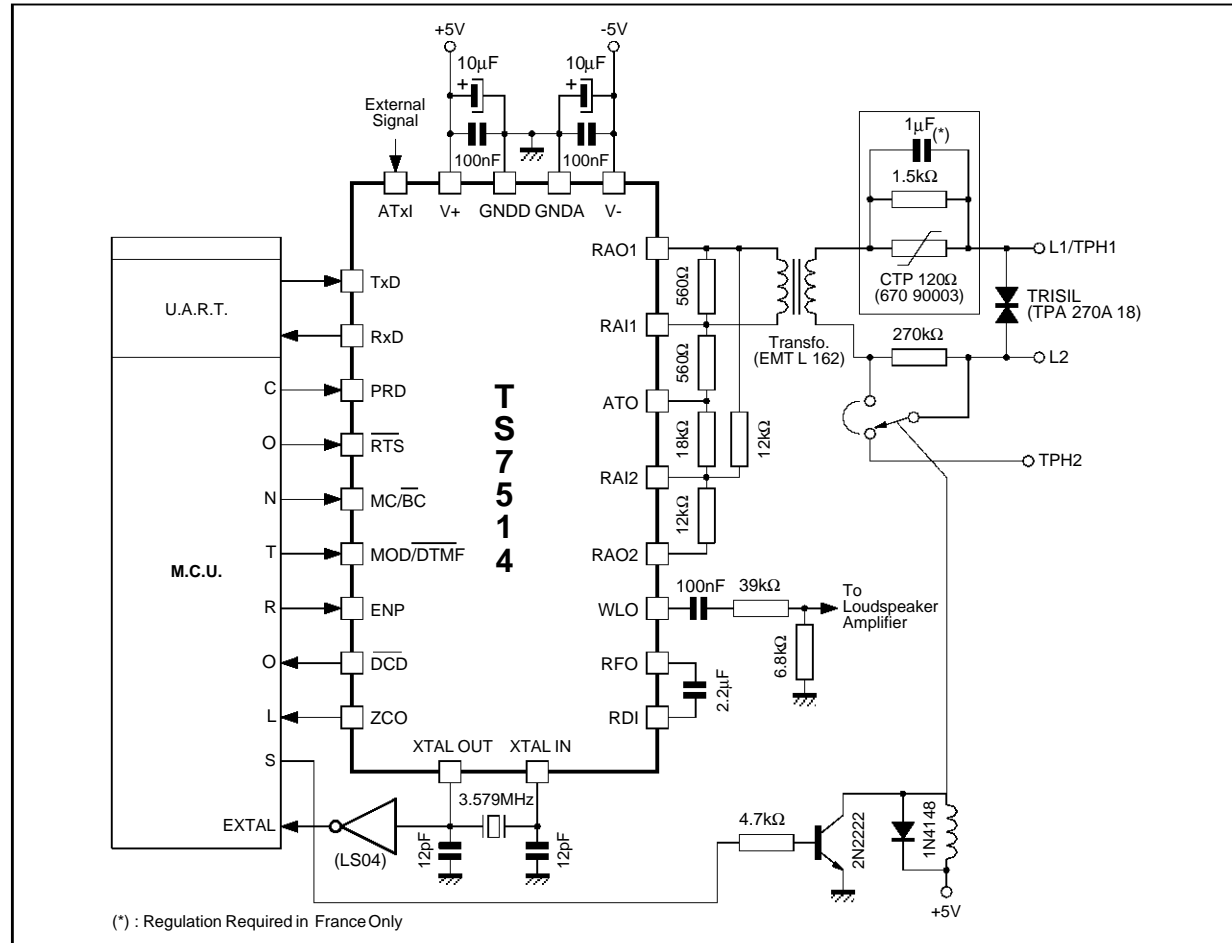 +5V
-5V
10µF
10µF
+
+
External
Signal
100nF
100nF
1µF
(*)
1.5kΩ
ATxI
V+
GNDD
GNDA
V-
RAO1
L1/TPH1
CTP 120Ω
(670 90003)
TxD
U.A.R.T.
560Ω
TRISIL
(TPA 270A 18)
RAI1
RxD
270kΩ
Transfo.
(EMT L 162)
L2
C
PRD
560Ω
ATO
TS7514
O
RTS
18kΩ
12kΩ
TPH2
RAI2
N
MC/BC
12kΩ
T
MOD/DTMF
RAO2
M.C.U.
100nF
39kΩ
To
Loudspeaker
Amplifier
R
ENP
WLO
6.8kΩ
O
DCD
RFO
2.2µF
L
ZCO
RDI
XTAL OUT
XTAL IN
S
3.579MHz
EXTAL
(LS04)
12pF
12pF
4.7kΩ
2N2222
1N4148
+5V
(*) : Regulation Required in France Only